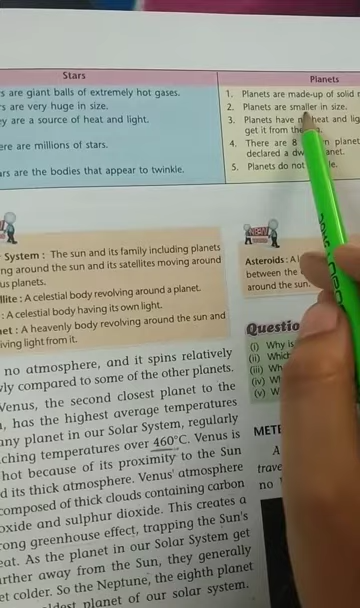 Stars
Planets
s are giant balls of extremely hot gases.
rs are very huge in size.
ey are a source of heat and light.
ere are millions of stars.
ars are the bodies that appear to twinkle.
1. Planets are made-up of solid
2. Planets are smaller in size.
3. Planets have heat and lig
get it from the
4. There are 8 planet
declared a dw anet.
5. Planets do not le.
System : The sun and its family including planets
ng around the sun and its satellites moving around
us planets.
llite : A celestial body revolving around a planet.
: A celestial body having its own light.
et : A heavenly body revolving around the sun and
iving light from it.
Asteroids : Al
between the
around the sun.
Questio
(i) Why is
(ii) Which
(iii) Wh
(iv) Wh
(v) W
no atmosphere, and it spins relatively
wly compared to some of the other planets.
Venus, the second closest planet to the
, has the highest average temperatures
any planet in our Solar System, regularly
ching temperatures over 460°C. Venus is
hot because of its proximity to the Sun
d its thick atmosphere. Venus' atmosphere
composed of thick clouds containing carbon
oxide and sulphur dioxide. This creates a
rong greenhouse effect, trapping the Sun's
eat. As the planet in our Solar System get
urther away from the Sun, they generally
et colder. So the Neptune, the eighth planet
ldest planet of our solar system.
METE
A
trave
no